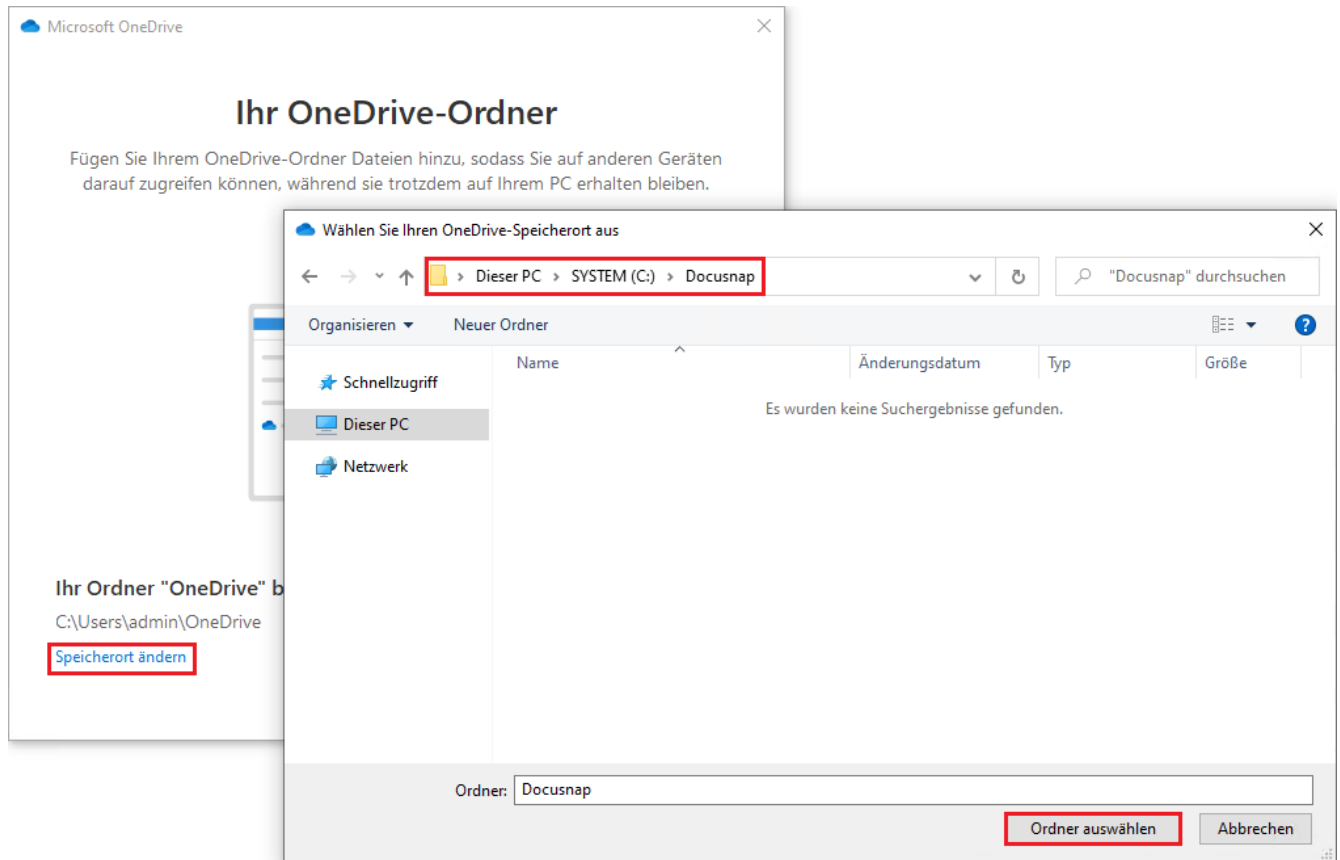 Microsoft OneDrive
Ihr OneDrive-Ordner
Fügen Sie Ihrem OneDrive-Ordner Dateien hinzu, sodass Sie auf anderen Geräten
darauf zugreifen können, während sie trotzdem auf Ihrem PC erhalten bleiben.
Wählen Sie Ihren OneDrive-Speicherort aus
Dieser PC > SYSTEM (C:) > Docusnap
"Docusnap" durchsuchen
Organisieren
Neuer Ordner
Name
Änderungsdatum
Typ
Größe
Schnellzugriff
Es wurden keine Suchergebnisse gefunden.
Dieser PC
Netzwerk
Ihr Ordner "OneDrive" b
C:\Users\admin\OneDrive
Speicherort ändern
Ordner: Docusnap
Ordner auswählen
Abbrechen